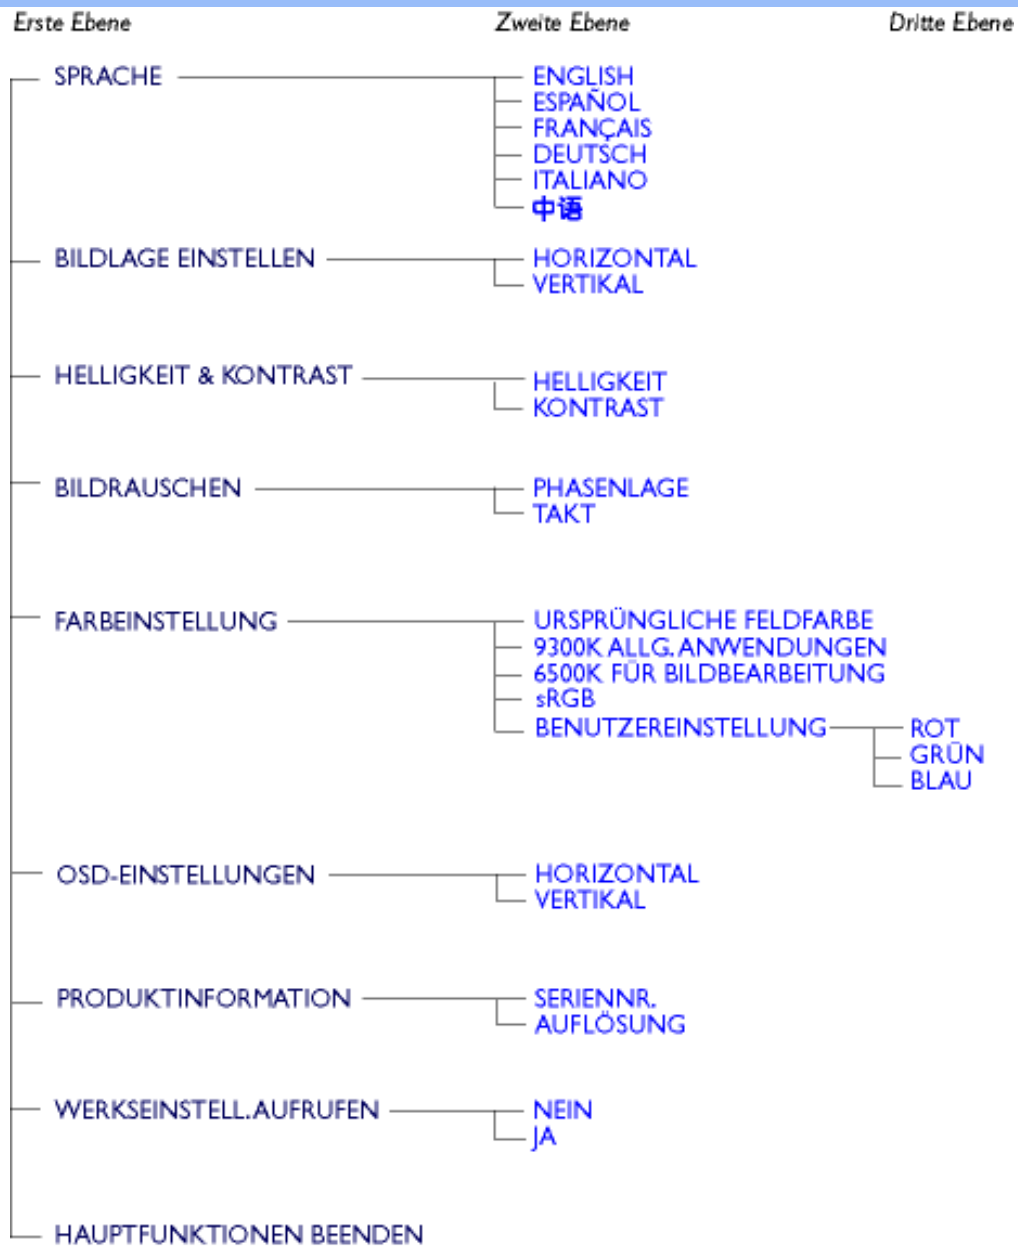 Erste Ebene Zweite Ebene Dritte Ebene
SPRACHE ENGLISH
ESPAÑOL
FRANÇAIS
DEUTSCH
ITALIANO
中语
BILDLAGE EINSTELLEN HORIZONTAL
VERTIKAL
HELLIGKEIT & KONTRAST HELLIGKEIT
KONTRAST
BILDRAUSCHEN PHASENLAGE
TAKT
FARBEINSTELLUNG URSPRÜNGLICHE FELDFARBE
9300K ALLG. ANWENDUNGEN
6500K FÜR BILDBEARBEITUNG
sRGB
BENUTZEREINSTELLUNG ROT
GRÜN
BLAU
OSD-EINSTELLUNGEN HORIZONTAL
VERTIKAL
PRODUKTINFORMATION SERIENNR.
AUFLÖSUNG
WERKSEINSTELL. AUFRUFEN NEIN
JA
HAUPTFUNKTIONEN BEENDEN